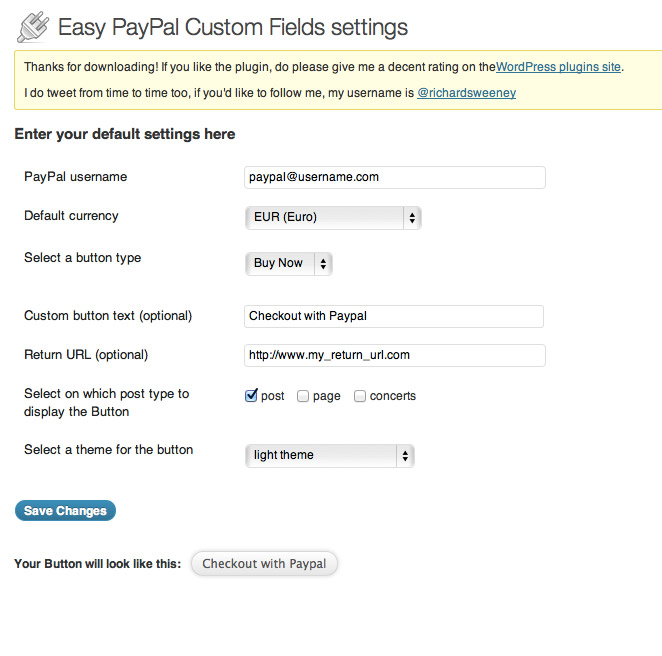 Easy PayPal Custom Fields settings
Thanks for downloading! If you like the plugin, do please give me a decent rating on theWordPress plugins site.
I do tweet from time to time too, if you'd like to follow me, my username is @richardsweeney
Enter your default settings here
PayPal username
paypal@username.com
Default currency
EUR (Euro)
Select a button type
Buy Now
Custom button text (optional)
Checkout with Paypal
Return URL (optional)
http://www.my_return_url.com
Select on which post type to
display the Button
post page concerts
Select a theme for the button
light theme
Save Changes
Your Button will look like this:
Checkout with Paypal